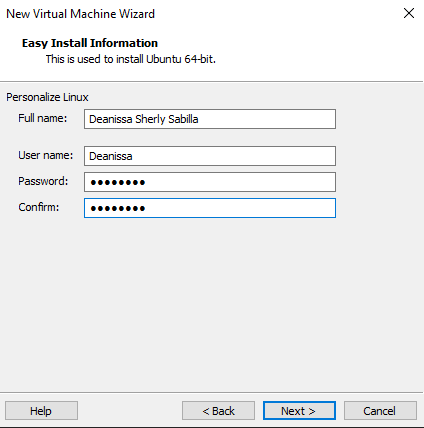 New Virtual Machine Wizard
Easy Install Information
This is used to install Ubuntu 64-bit.
Personalize Linux
Full name: Deanissa Sherly Sabilla
User name: Deanissa
Password: ●●●●●●●●
Confirm: ●●●●●●●●
Help < Back Next > Cancel